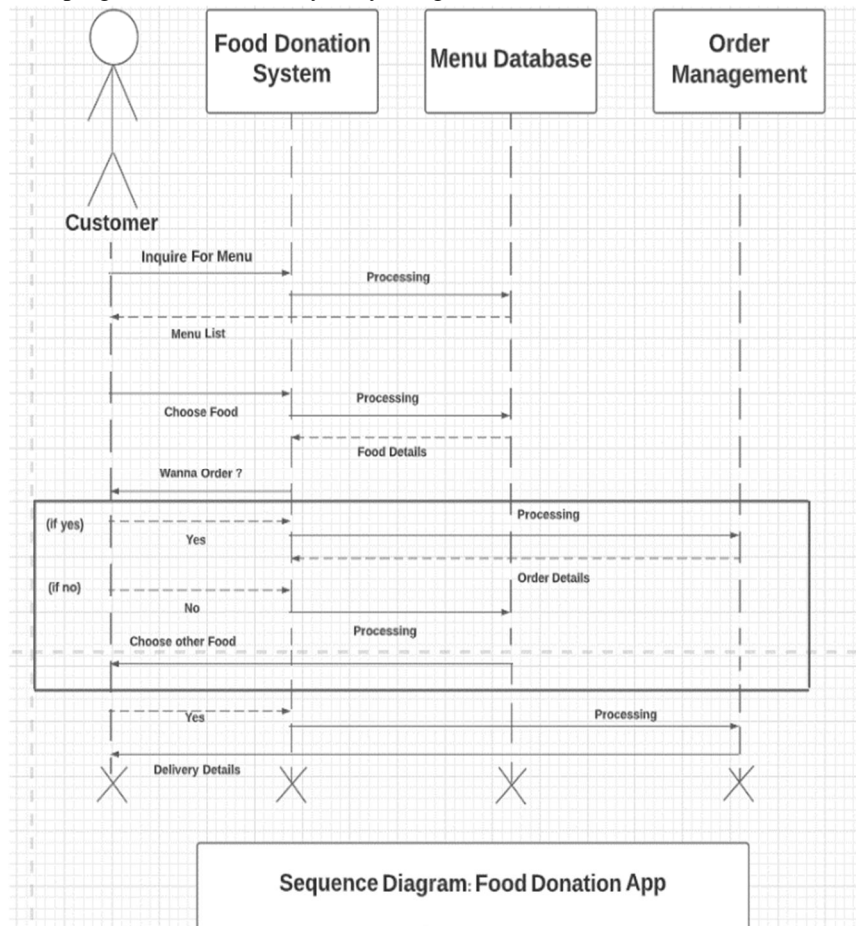 Food Donation
System
Menu Database
Order
Management
Customer
Inquire For Menu
Processing
Menu List
Choose Food
Processing
Food Details
Wanna Order ?
(if yes)
Yes
Processing
Order Details
(if no)
No
Processing
Choose other Food
Yes
Processing
Delivery Details
Sequence Diagram: Food Donation App